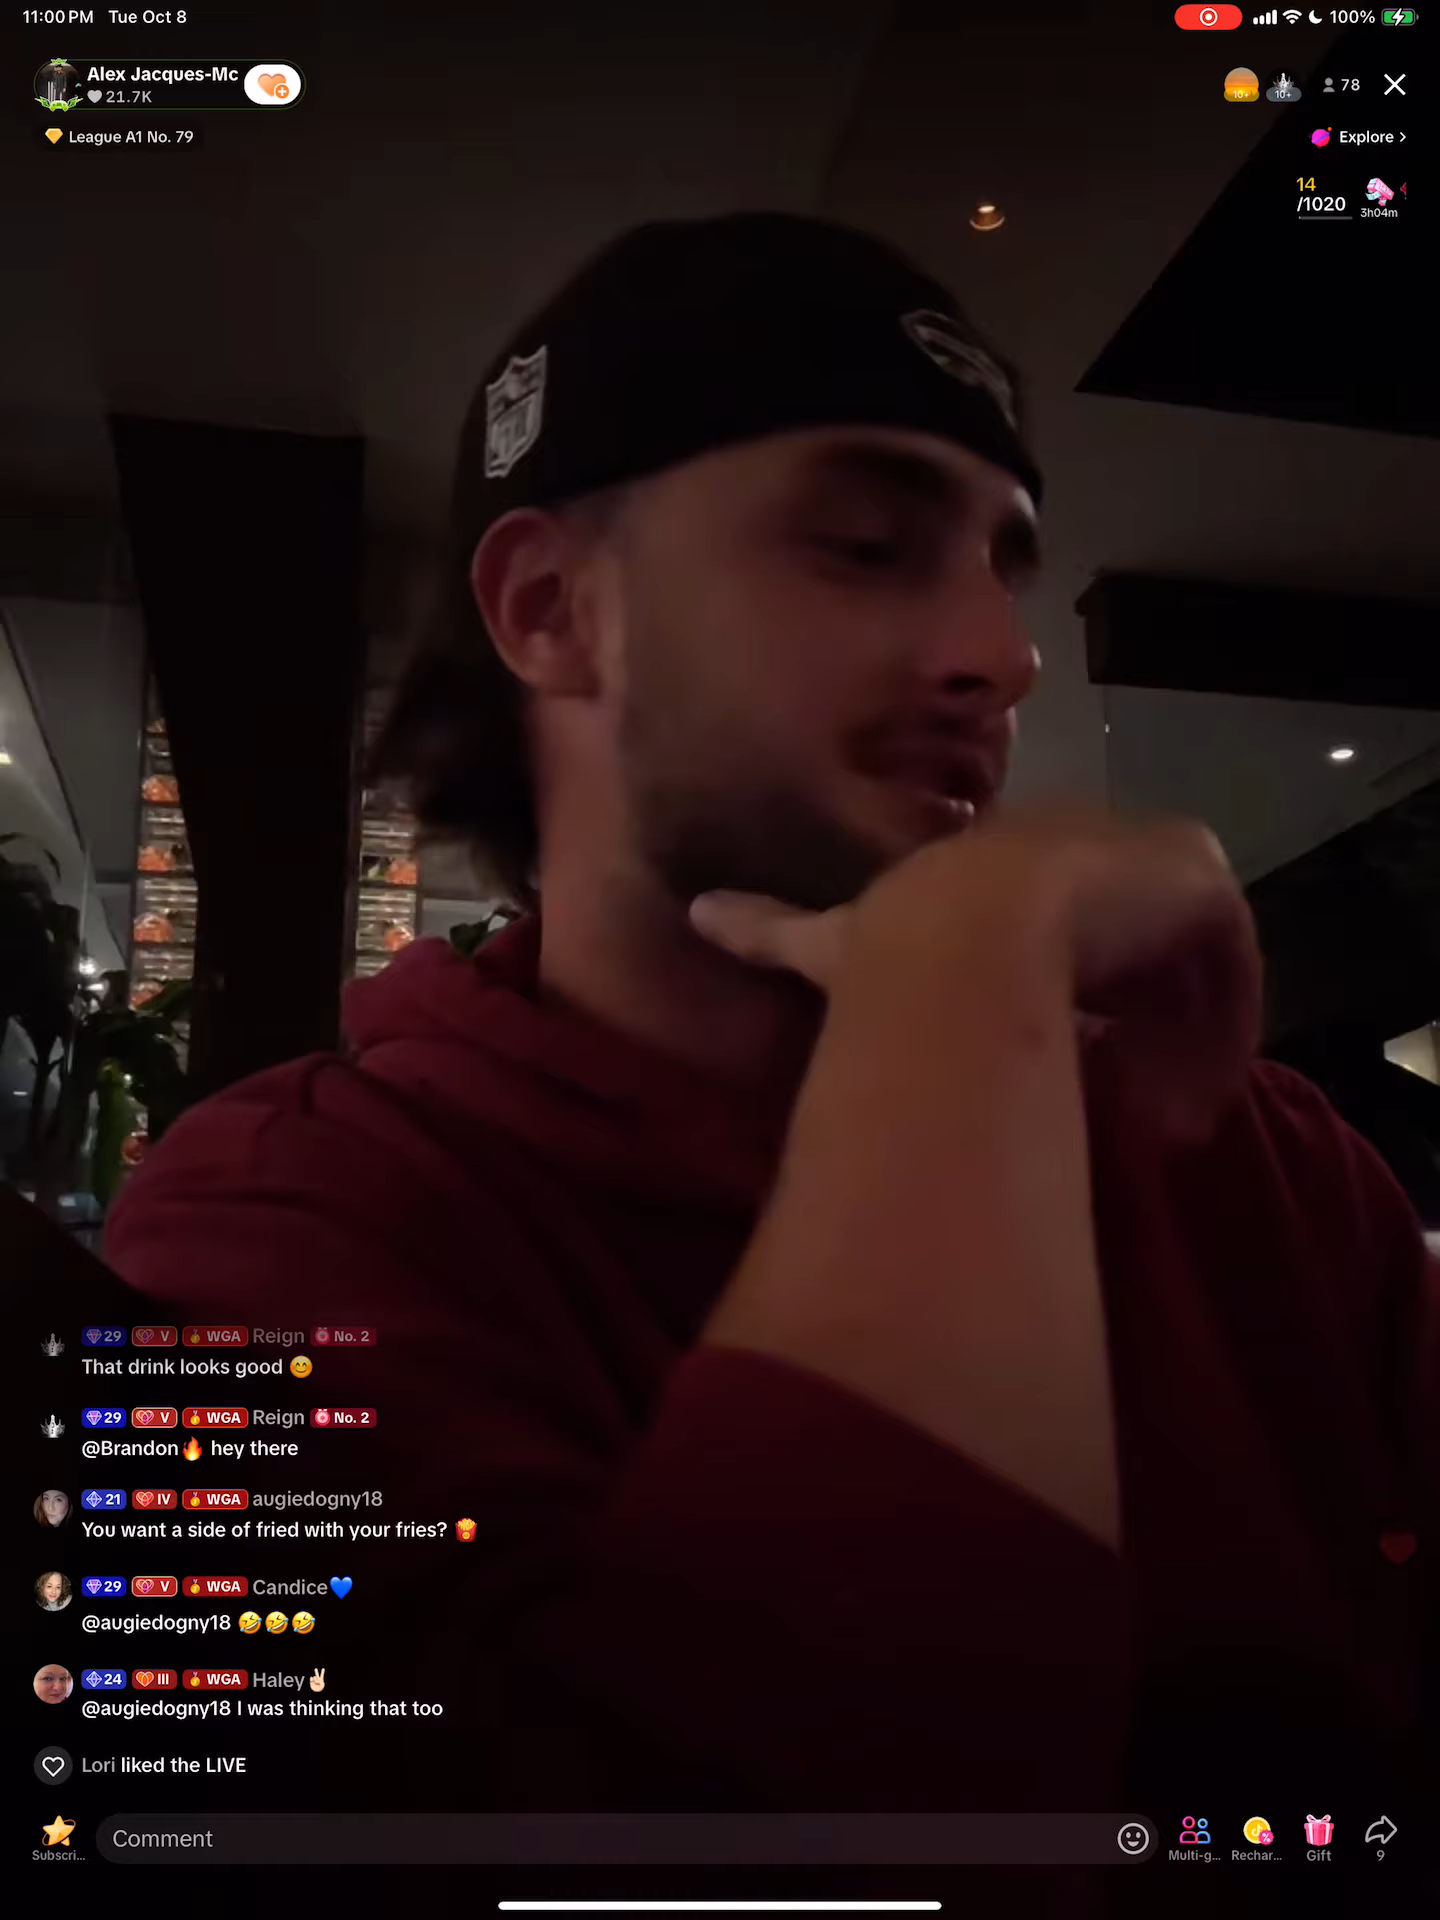 11:00 PM Tue Oct 8
100%
Alex Jacques-Mc
21.7K
10+
10+
78
League A1 No. 79
Explore >
14
/1020
3h04m
29 V WGA Reign No. 2
That drink looks good 😊
29 V WGA Reign No. 2
@Brandon🔥 hey there
21 IV WGA augiedogny18
You want a side of fried with your fries? 🍟
29 V WGA Candice💙
@augiedogny18 🤣🤣🤣
24 III WGA Haley✌🏻
@augiedogny18 I was thinking that too
Lori liked the LIVE
Comment
Subscri...
Multi-g...
Rechar...
Gift
9